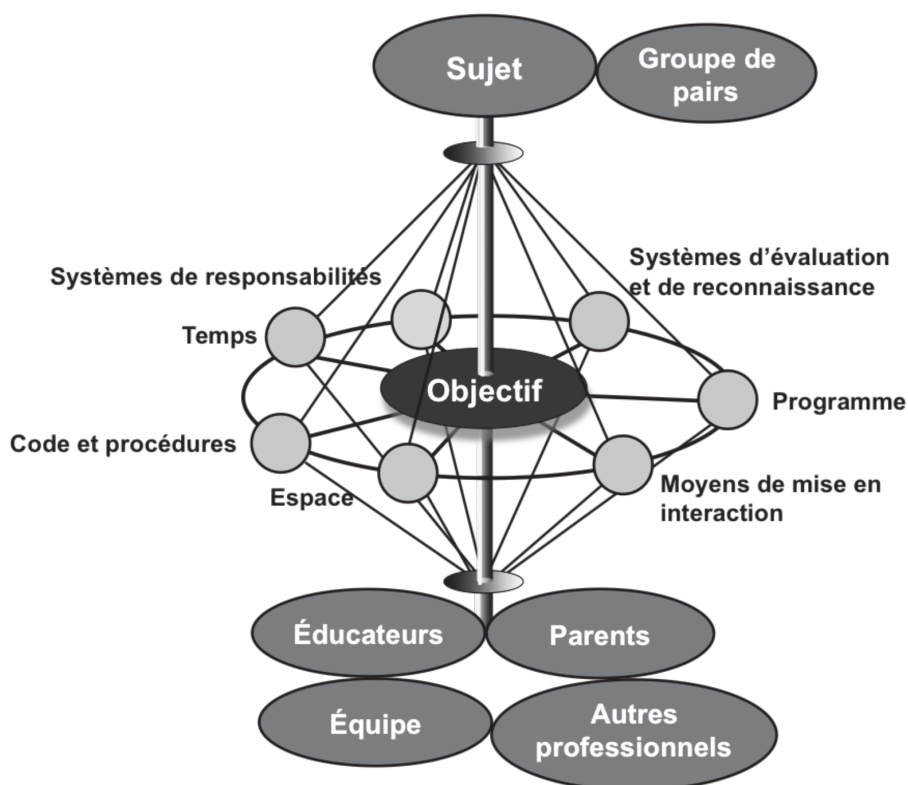 Sujet
Groupe de
pairs
Systèmes de responsabilités
Systèmes d'évaluation
et de reconnaissance
Temps
Objectif
Programme
Code et procédures
Espace
Moyens de mise en
interaction
Éducateurs
Parents
Équipe
Autres
professionnels